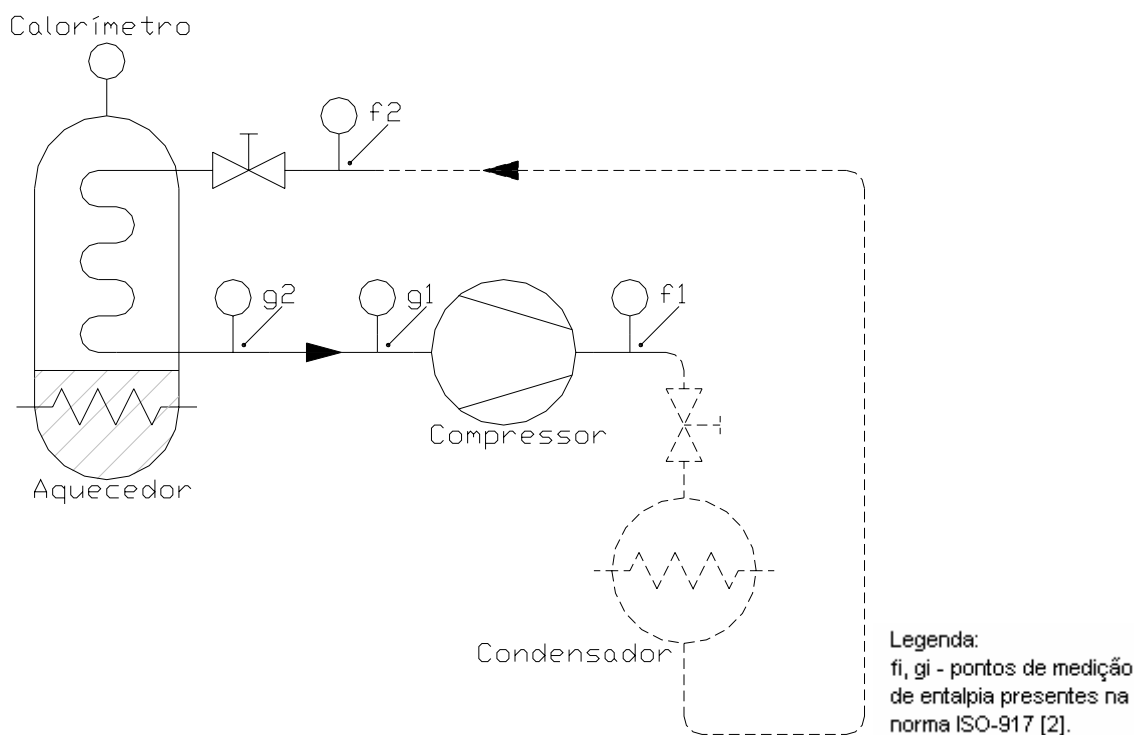 Calorímetro
f2
g2
g1
f1
Compressor
Aquecedor
Condensador
Legenda:
fi, gi - pontos de medição
de entalpia presentes na
norma ISO-917 [2].